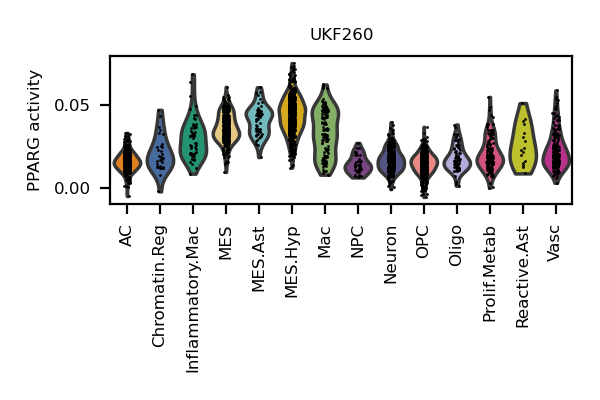 UKF260
PPARG activity
0.05
0.00
AC
Chromatin.Reg
Inflammatory.Mac
MES
MES.Ast
MES.Hyp
Mac
NPC
Neuron
OPC
Oligo
Prolif.Metab
Reactive.Ast
Vasc